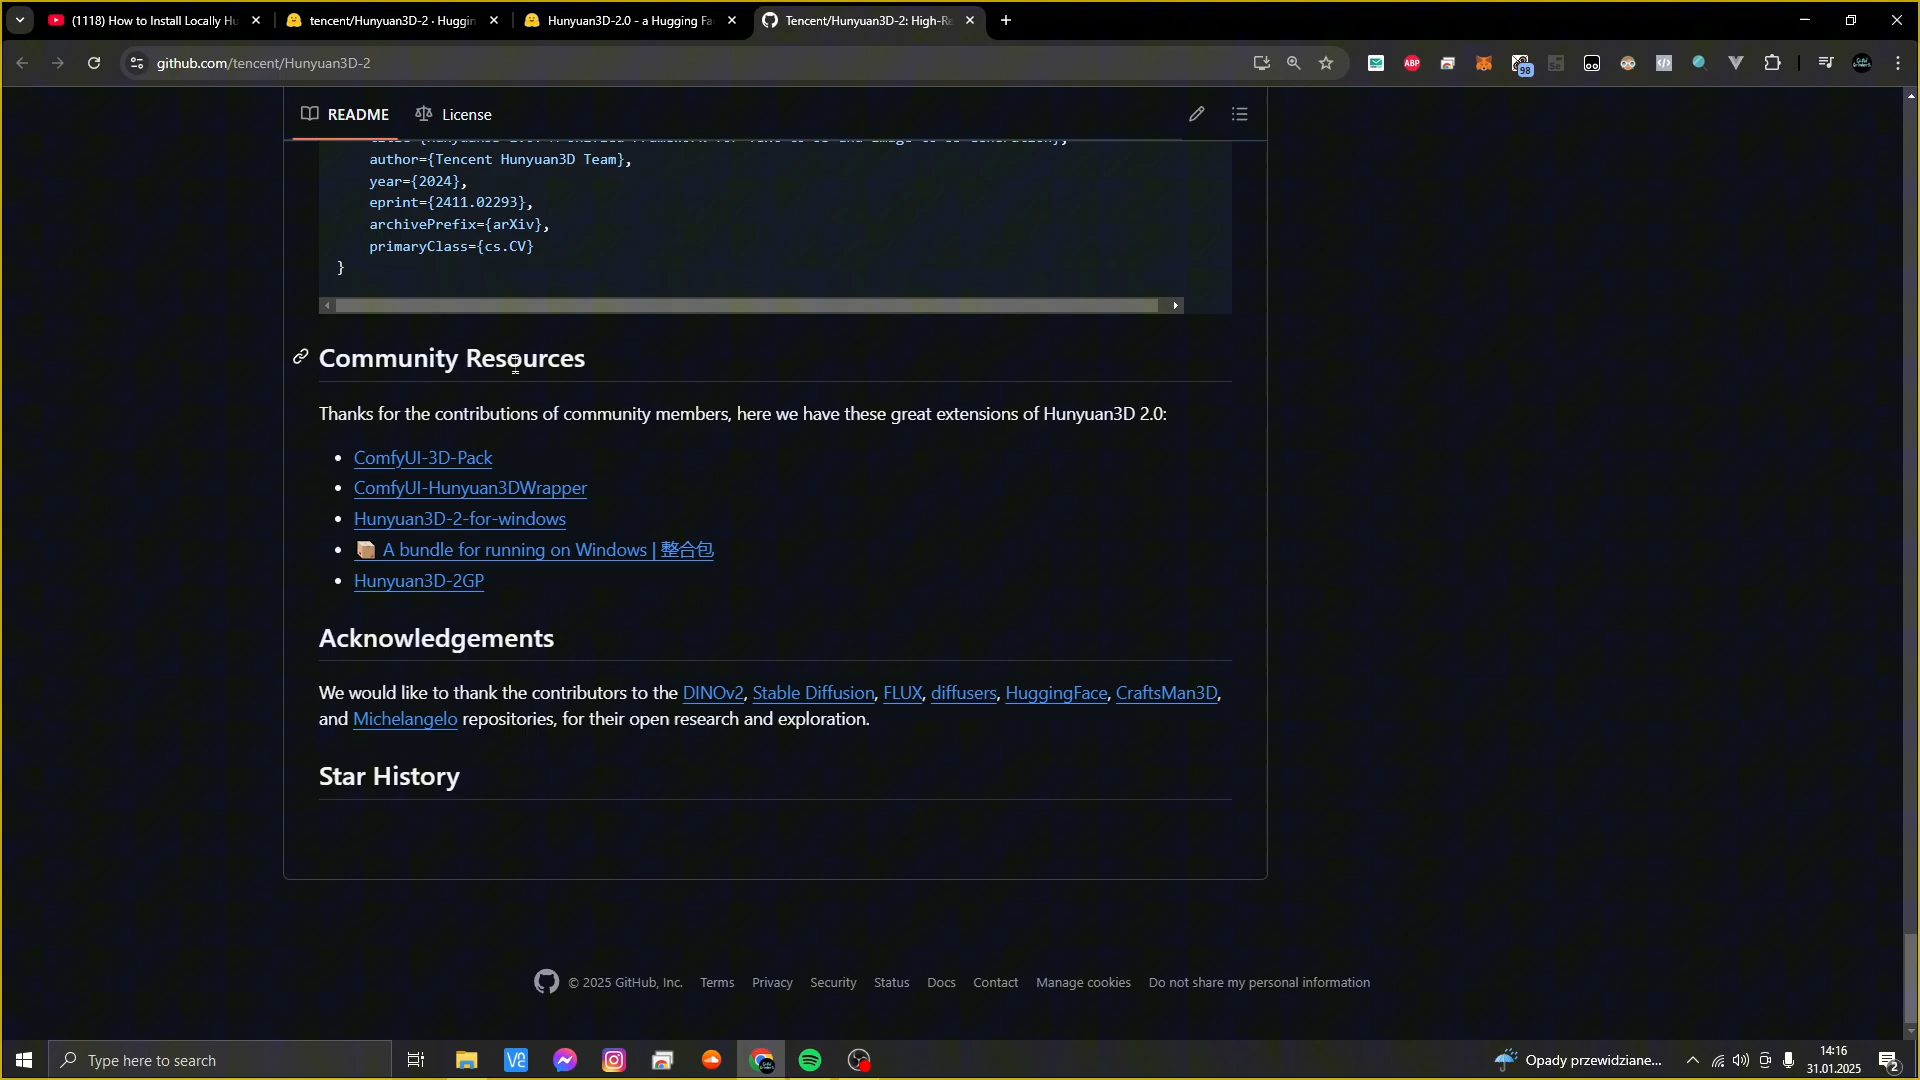 (1118) How to Install Locally Hu
tencent/Hunyuan3D-2 · Huggin
Hunyuan3D-2.0 - a Hugging Fa
Tencent/Hunyuan3D-2: High-Re
github.com/tencent/Hunyuan3D-2
ABP
98
README
License
author={Tencent Hunyuan3D Team},
year={2024},
eprint={2411.02293},
archivePrefix={arXiv},
primaryClass={cs.CV}
}
Community Resources
Thanks for the contributions of community members, here we have these great extensions of Hunyuan3D 2.0:
• ComfyUI-3D-Pack
• ComfyUI-Hunyuan3DWrapper
• Hunyuan3D-2-for-windows
• A bundle for running on Windows | 整合包
• Hunyuan3D-2GP
Acknowledgements
We would like to thank the contributors to the DINOv2, Stable Diffusion, FLUX, diffusers, HuggingFace, CraftsMan3D,
and Michelangelo repositories, for their open research and exploration.
Star History
© 2025 GitHub, Inc. Terms Privacy Security Status Docs Contact Manage cookies Do not share my personal information
Type here to search
Opady przewidziane...
14:16
31.01.2025
2